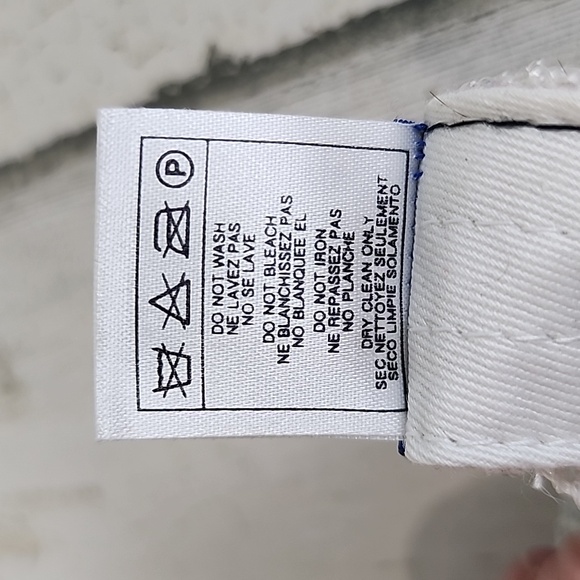 P
DO NOT WASH
NE LAVEZ PAS
NO SE LAVE
DO NOT BLEACH
NE BLANCHISSEZ PAS
NO BLANQUEE EL
DO NOT IRON
NE REPASSEZ PAS
NO PLANCHE
DRY CLEAN ONLY
SEC NETTOYEZ SEULEMENT
SECO LIMPIE SOLAMENTO